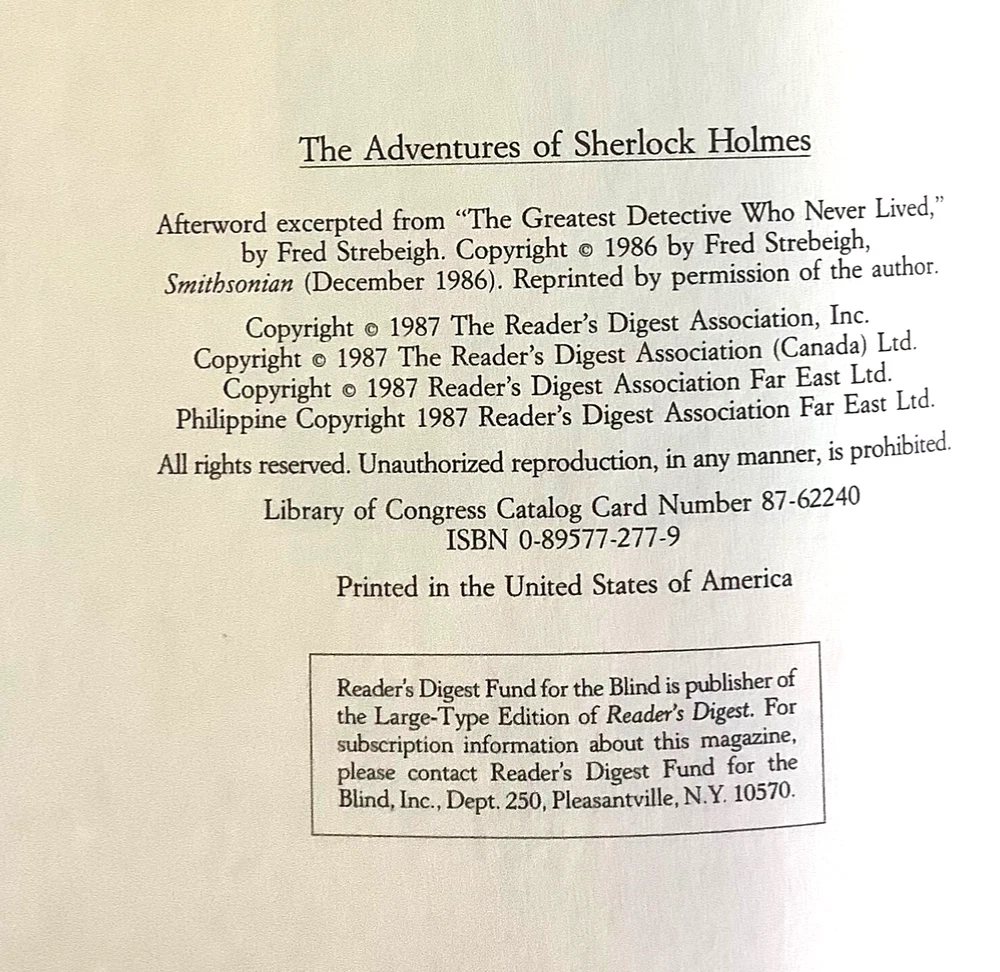 The Adventures of Sherlock Holmes
Afterword excerpted from “The Greatest Detective Who Never Lived,”
by Fred Strebeigh. Copyright © 1986 by Fred Strebeigh,
Smithsonian (December 1986). Reprinted by permission of the author.
Copyright © 1987 The Reader’s Digest Association, Inc.
Copyright © 1987 The Reader’s Digest Association (Canada) Ltd.
Copyright © 1987 Reader’s Digest Association Far East Ltd.
Philippine Copyright 1987 Reader’s Digest Association Far East Ltd.
All rights reserved. Unauthorized reproduction, in any manner, is prohibited.
Library of Congress Catalog Card Number 87-62240
ISBN 0-89577-277-9
Printed in the United States of America
Reader’s Digest Fund for the Blind is publisher of
the Large-Type Edition of Reader’s Digest. For
subscription information about this magazine,
please contact Reader’s Digest Fund for the
Blind, Inc., Dept. 250, Pleasantville, N.Y. 10570.